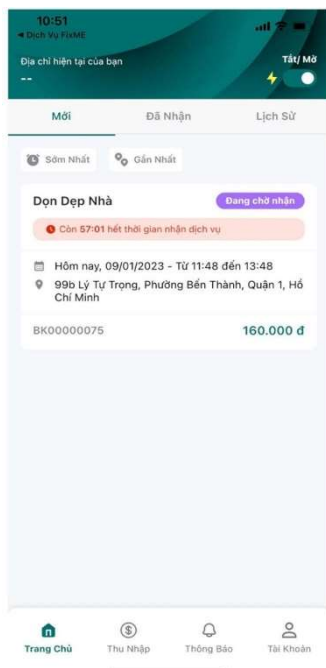 10:51
◀ Dịch Vụ FixME
Địa chỉ hiện tại của bạn
Tắt/ Mở
--
Mới
Đã Nhận
Lịch Sử
Sớm Nhất
Gần Nhất
Dọn Dẹp Nhà
Đang chờ nhận
Còn 57:01 hết thời gian nhận dịch vụ
Hôm nay, 09/01/2023 - Từ 11:48 đến 13:48
99b Lý Tự Trọng, Phường Bến Thành, Quận 1, Hồ
Chí Minh
BK00000075
160.000 đ
Trang Chủ
Thu Nhập
Thông Báo
Tài Khoản